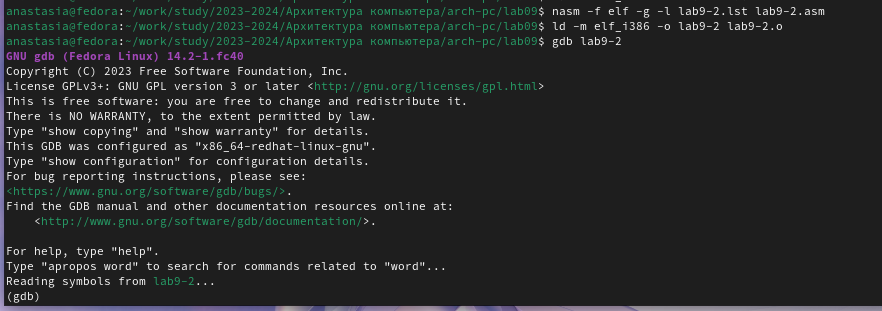 anastasia@fedora:~/work/study/2023-2024/Архитектура компьютера/arch-pc/lab09$ nasm -f elf -g -l lab9-2.lst lab9-2.asm
anastasia@fedora:~/work/study/2023-2024/Архитектура компьютера/arch-pc/lab09$ ld -m elf_i386 -o lab9-2 lab9-2.o
anastasia@fedora:~/work/study/2023-2024/Архитектура компьютера/arch-pc/lab09$ gdb lab9-2
GNU gdb (Fedora Linux) 14.2-1.fc40
Copyright (C) 2023 Free Software Foundation, Inc.
License GPLv3+: GNU GPL version 3 or later <http://gnu.org/licenses/gpl.html>
This is free software: you are free to change and redistribute it.
There is NO WARRANTY, to the extent permitted by law.
Type "show copying" and "show warranty" for details.
This GDB was configured as "x86_64-redhat-linux-gnu".
Type "show configuration" for configuration details.
For bug reporting instructions, please see:
<https://www.gnu.org/software/gdb/bugs/>.
Find the GDB manual and other documentation resources online at:
<http://www.gnu.org/software/gdb/documentation/>.
For help, type "help".
Type "apropos word" to search for commands related to "word"...
Reading symbols from lab9-2...
(gdb)